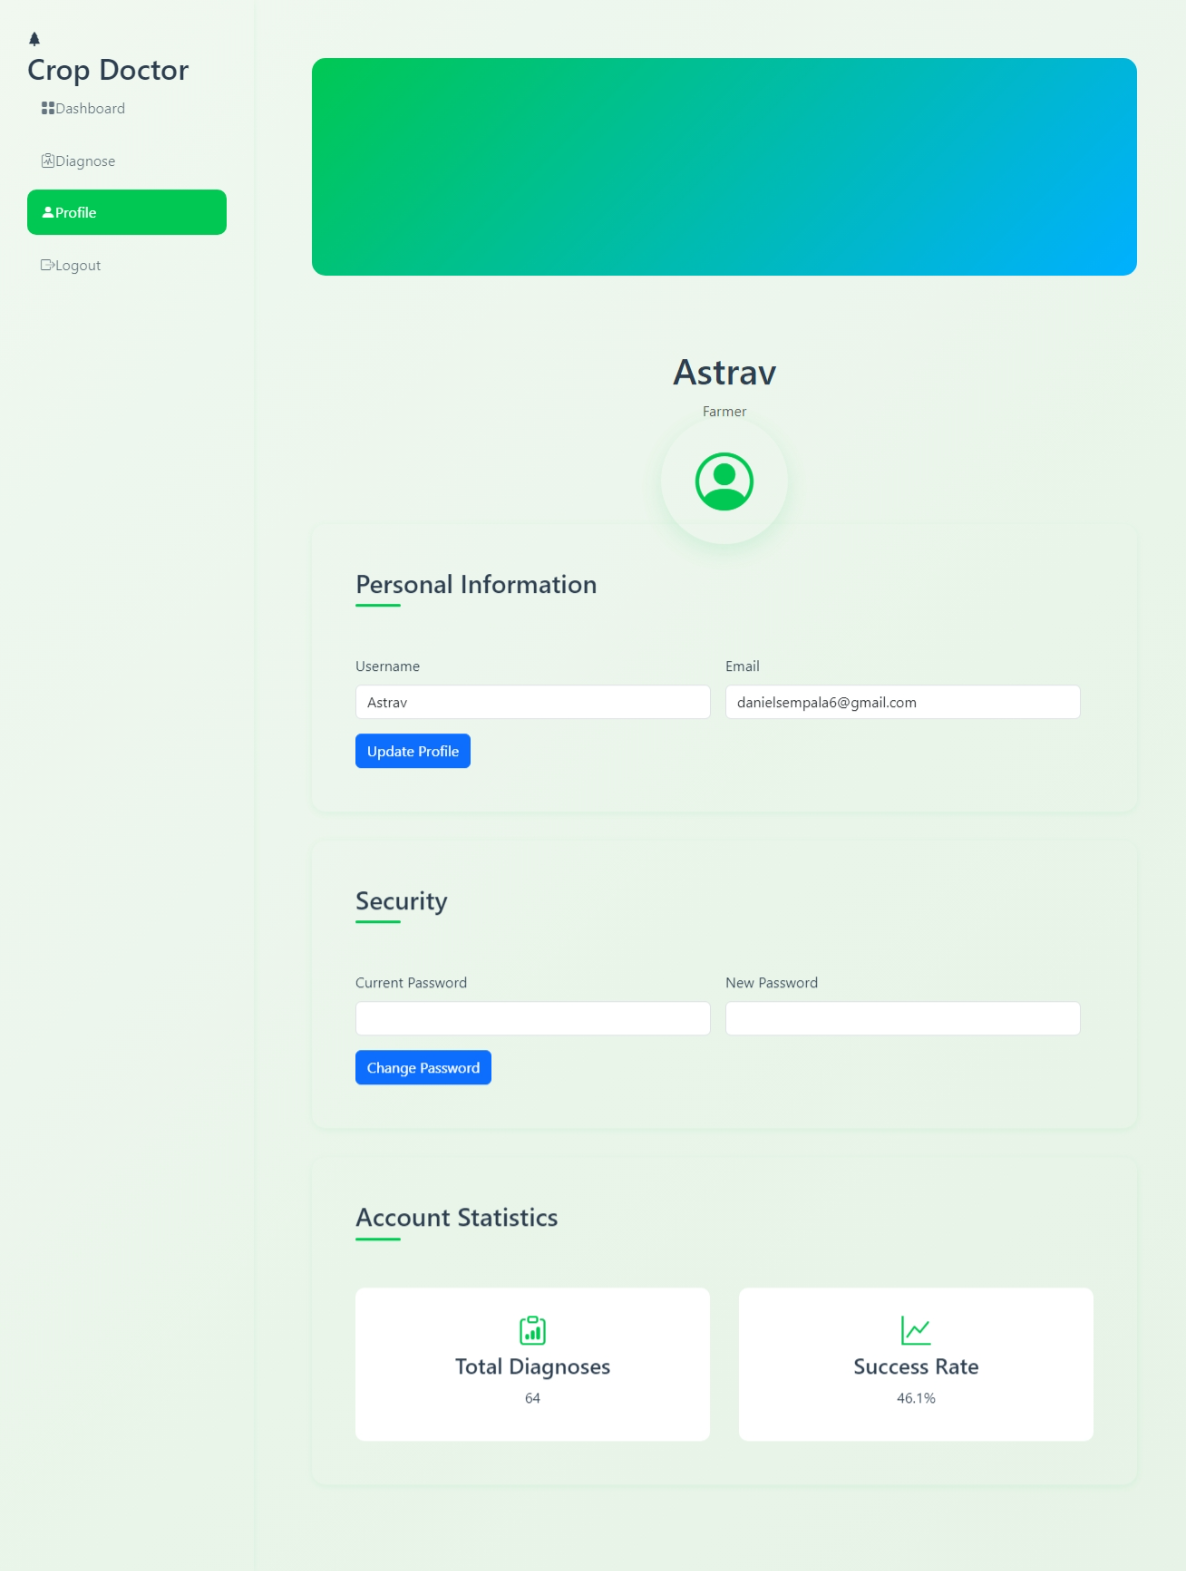 Crop Doctor
Dashboard
Diagnose
Profile
Logout
Astrav
Farmer
Personal Information
Username
Email
Astrav
danielsempala6@gmail.com
Update Profile
Security
Current Password
New Password
Change Password
Account Statistics
Total Diagnoses
64
Success Rate
46.1%